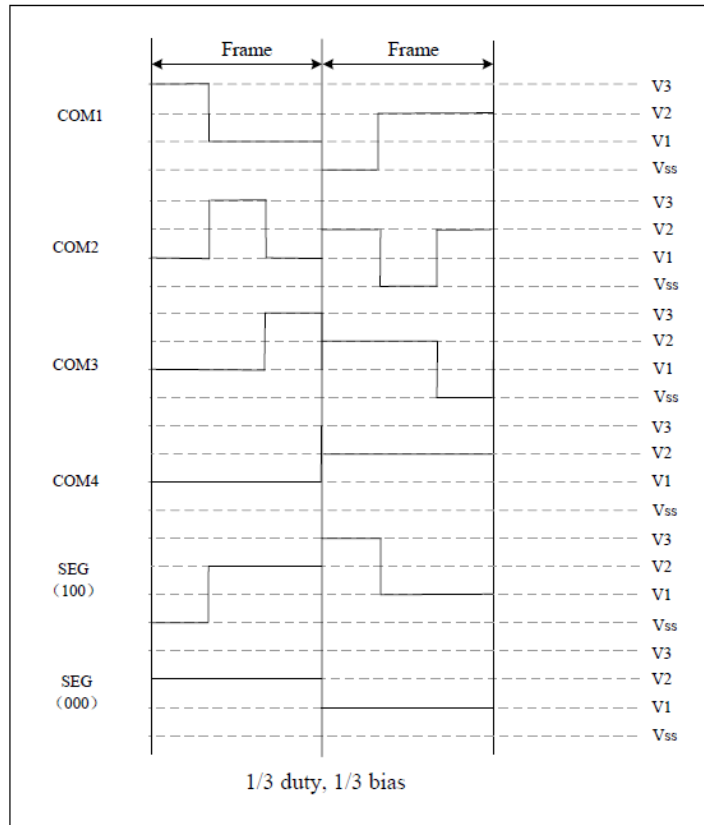 Frame Frame
V3
COM1 V2
V1
Vss
V3
V2
COM2 V1
Vss
V3
V2
COM3 V1
Vss
V3
V2
COM4 V1
Vss
V3
SEG V2
（100） V1
Vss
V3
SEG V2
（000） V1
Vss
1/3 duty, 1/3 bias